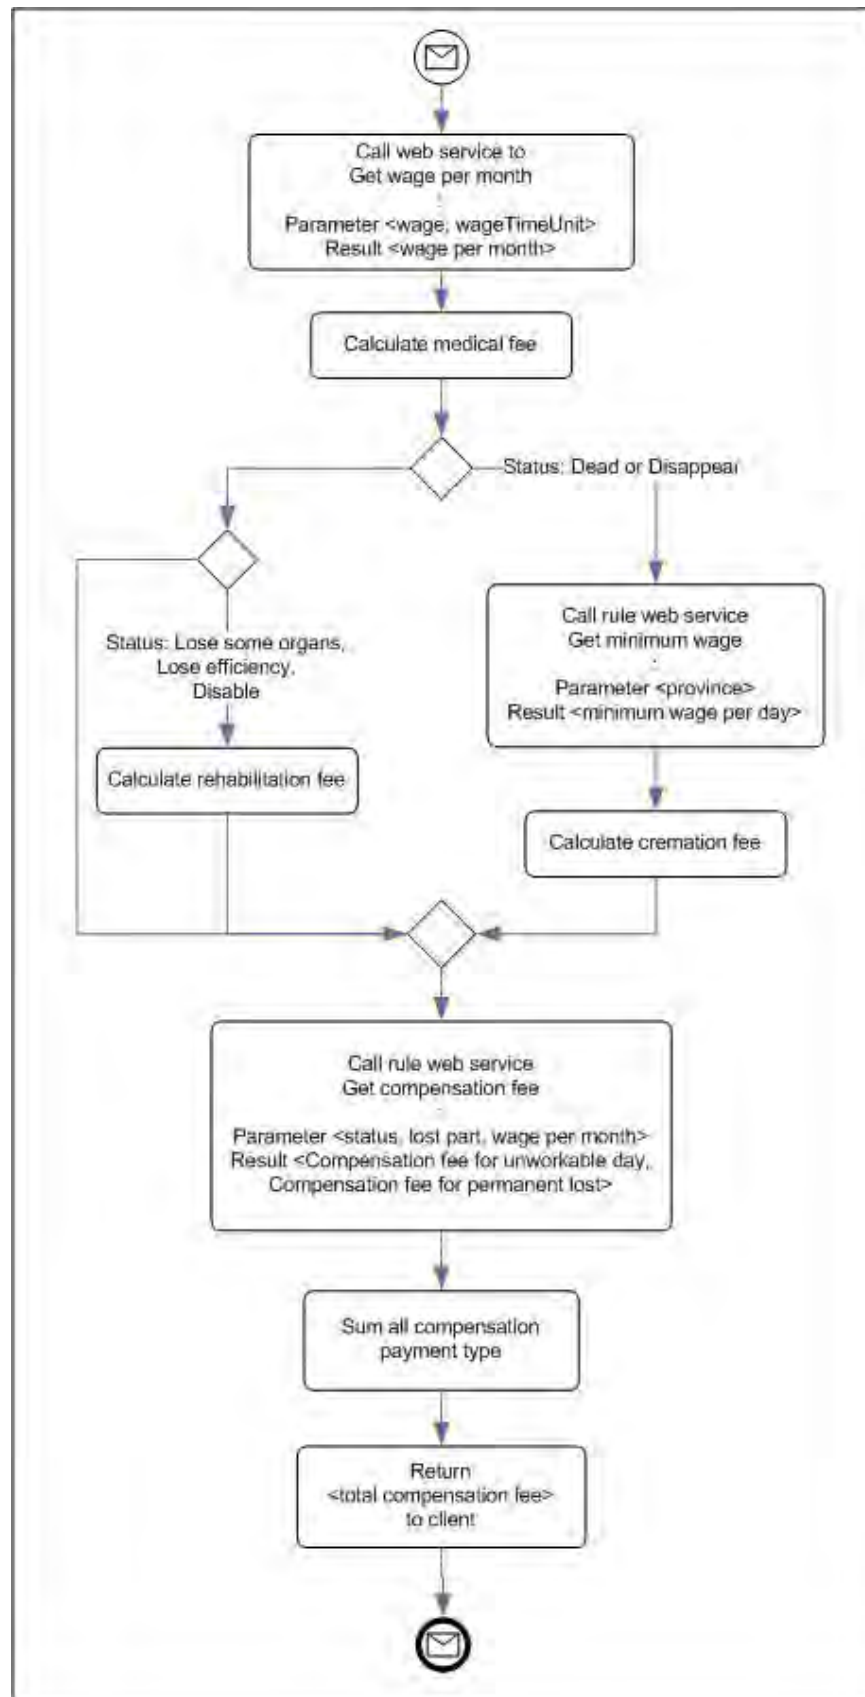 Call web service to
Get wage per month
:
Parameter <wage, wageTimeUnit>
Result <wage per month>
Calculate medical fee
Status: Dead or Disappear
Status: Lose some organs,
Lose efficiency,
Disable
Call rule web service
Get minimum wage
:
Parameter <province>
Result <minimum wage per day>
Calculate rehabilitation fee
Calculate cremation fee
Call rule web service
Get compensation fee
:
Parameter <status, lost part, wage per month>
Result <Compensation fee for unworkable day,
Compensation fee for permanent lost>
Sum all compensation
payment type
Return
<total compensation fee>
to client